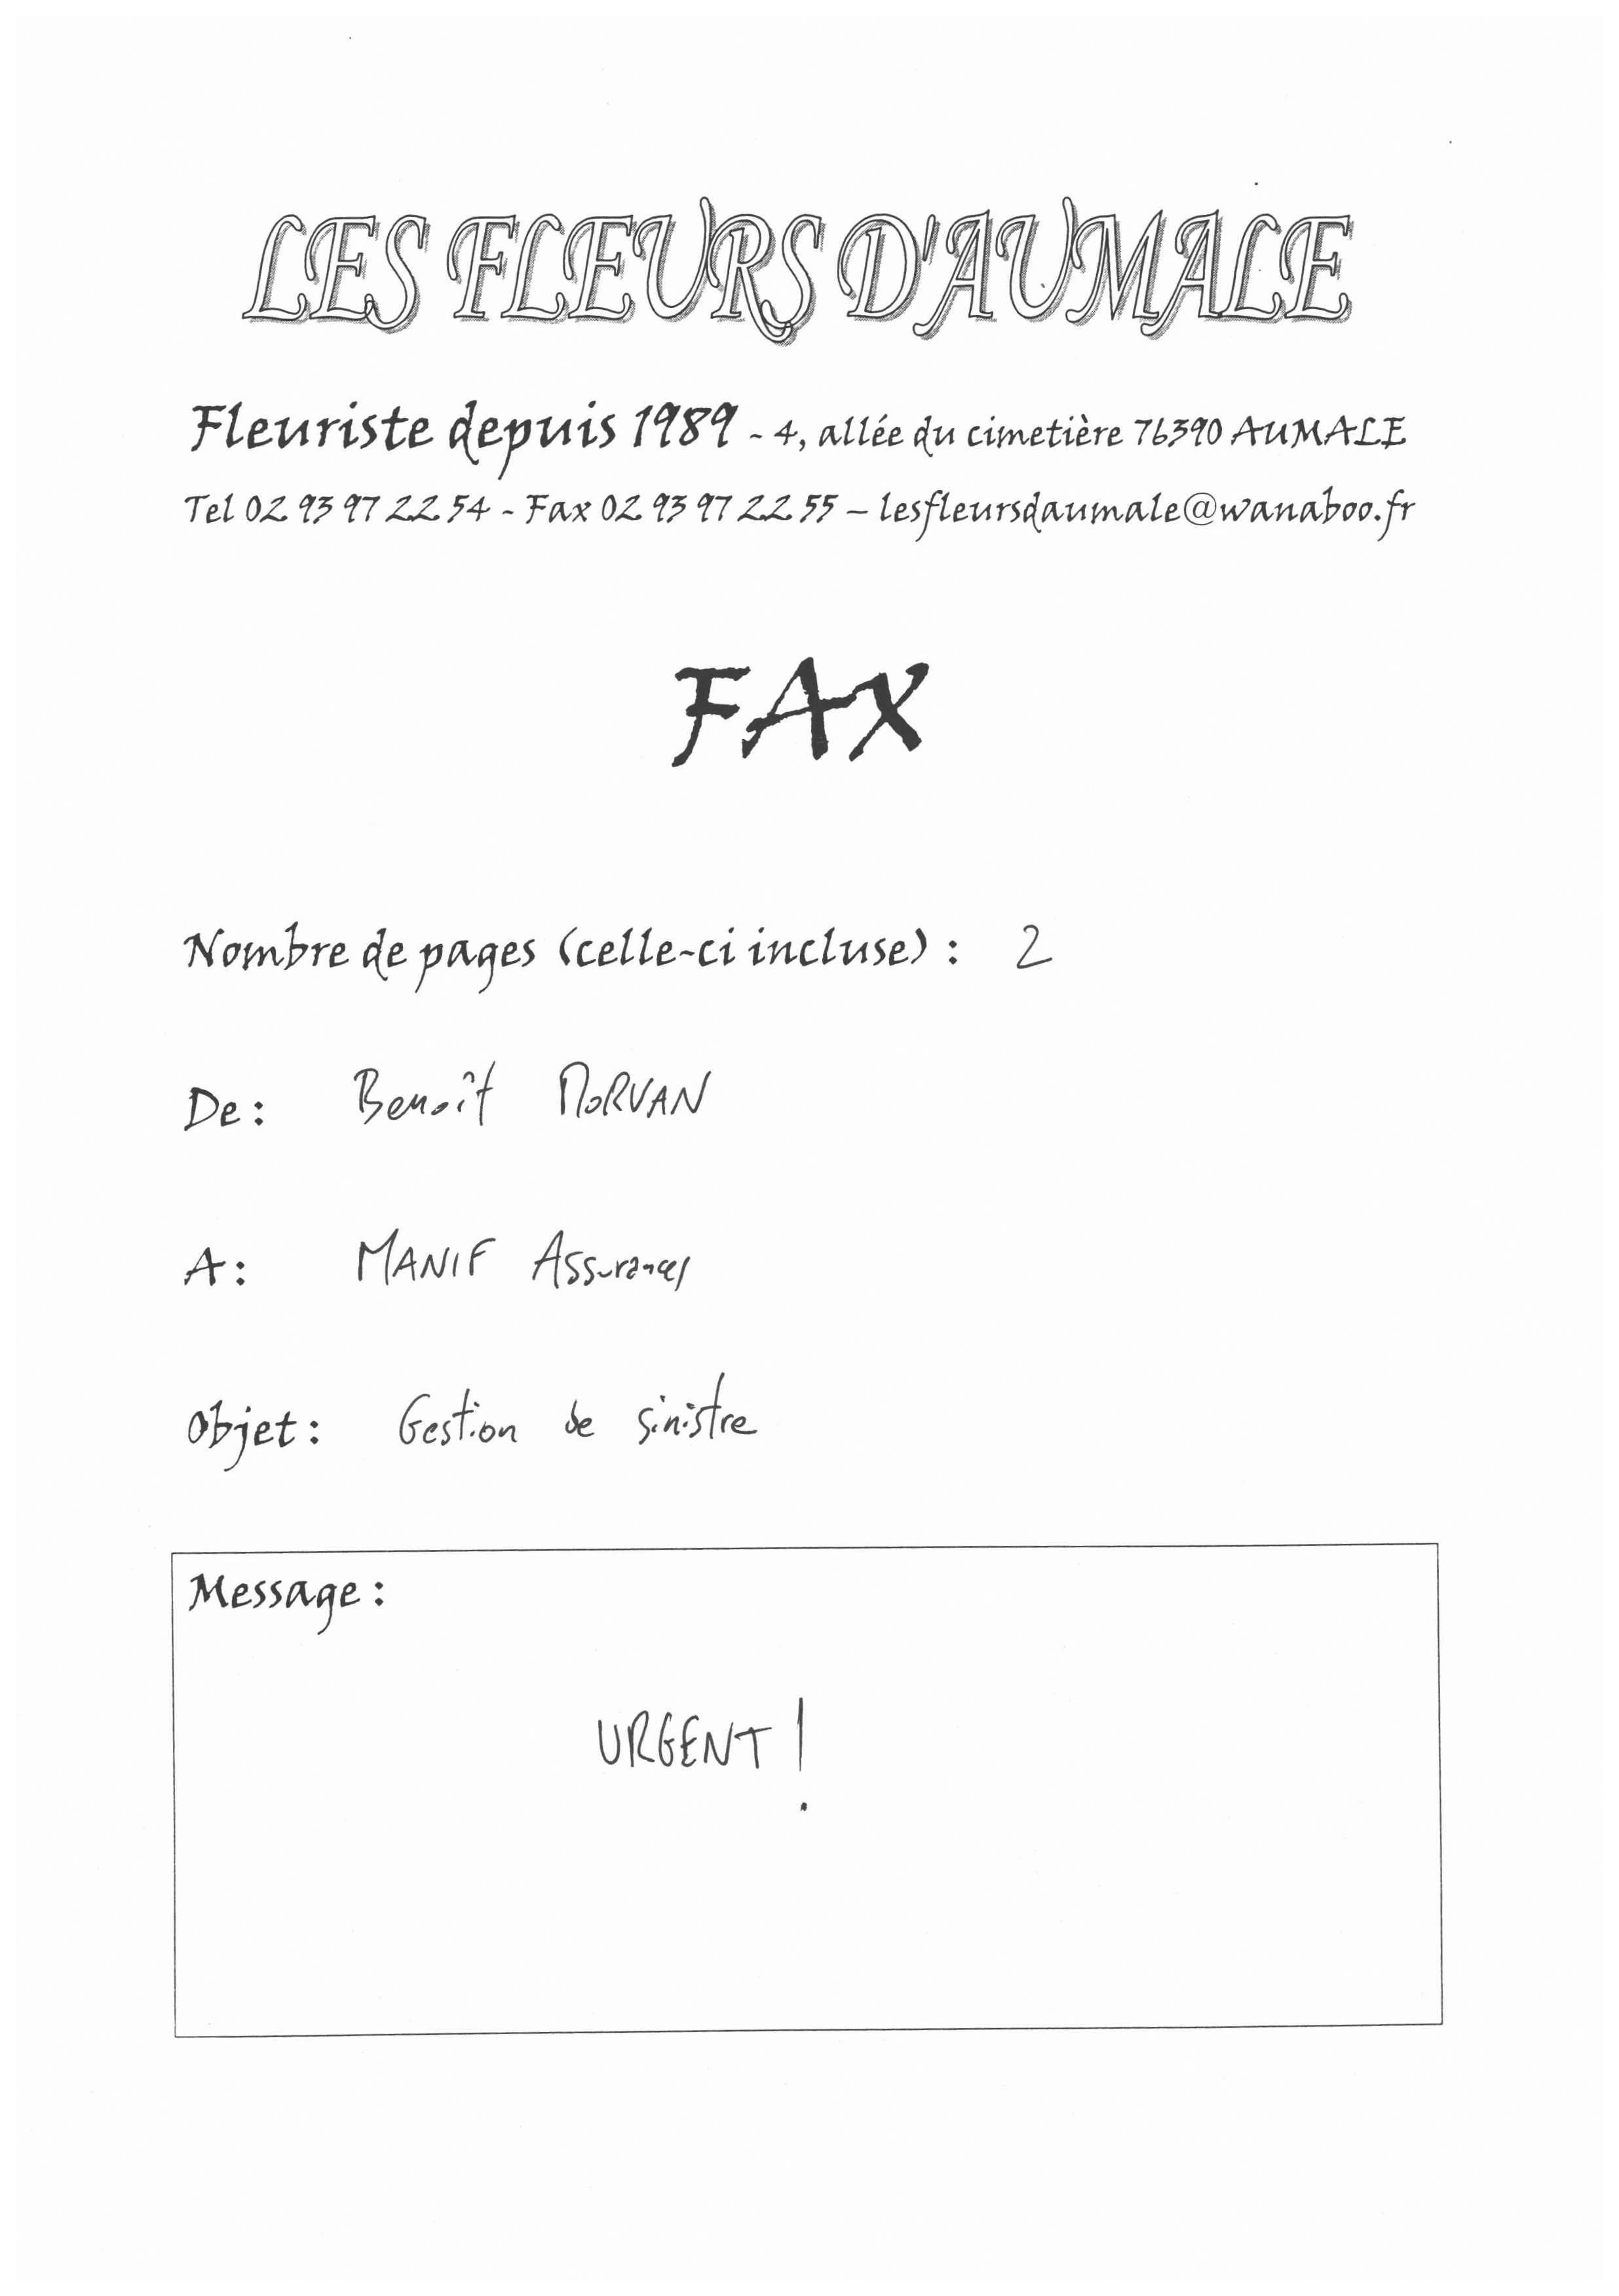 LES FLEURS D'AUMALE
Fleuriste depuis 1989 - 4, allée du cimetière 76390 AUMALE
Tel 02 93 97 22 54 - Fax 02 93 97 22 55 – lesfleursdaumale@wanaboo.fr
FAX
Nombre de pages (celle-ci incluse) : 2
De : Benoît MORVAN
A : MANIF Assurances
Objet : Gestion de sinistre
Message :
URGENT !